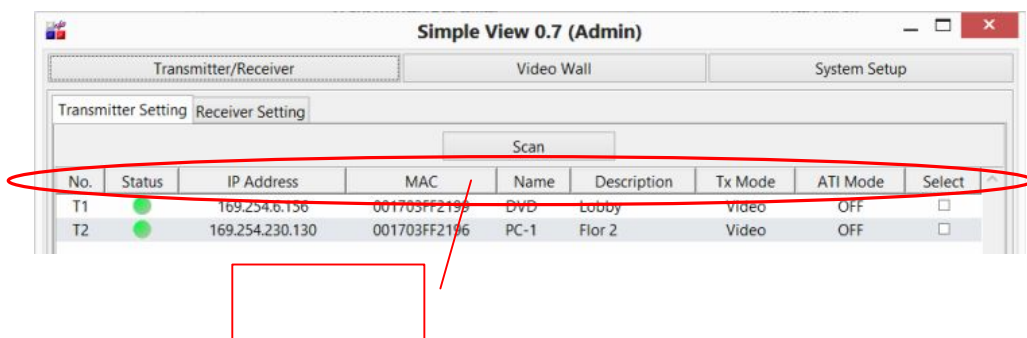 Simple View 0.7 (Admin)
Transmitter/Receiver Video Wall System Setup
Transmitter Setting Receiver Setting
Scan
No. Status IP Address MAC Name Description Tx Mode ATI Mode Select
T1 169.254.6.156 001703FF2199 DVD Lobby Video OFF
T2 169.254.230.130 001703FF2196 PC-1 Flor 2 Video OFF